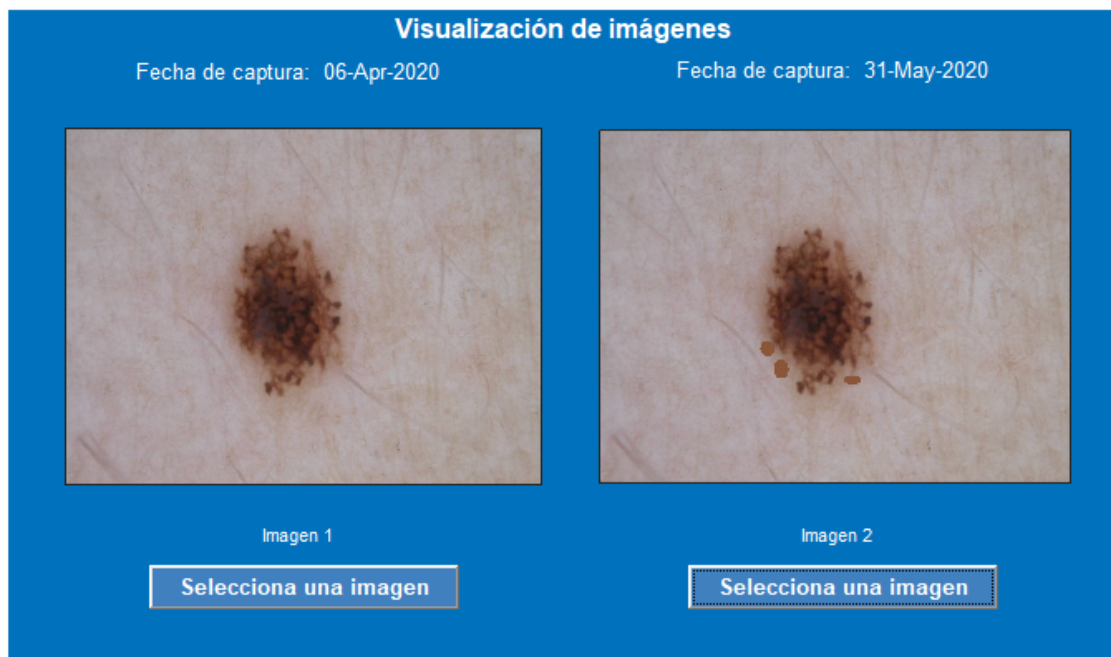 Visualización de imágenes
Fecha de captura: 06-Apr-2020
Fecha de captura: 31-May-2020
Imagen 1
Imagen 2
Selecciona una imagen
Selecciona una imagen